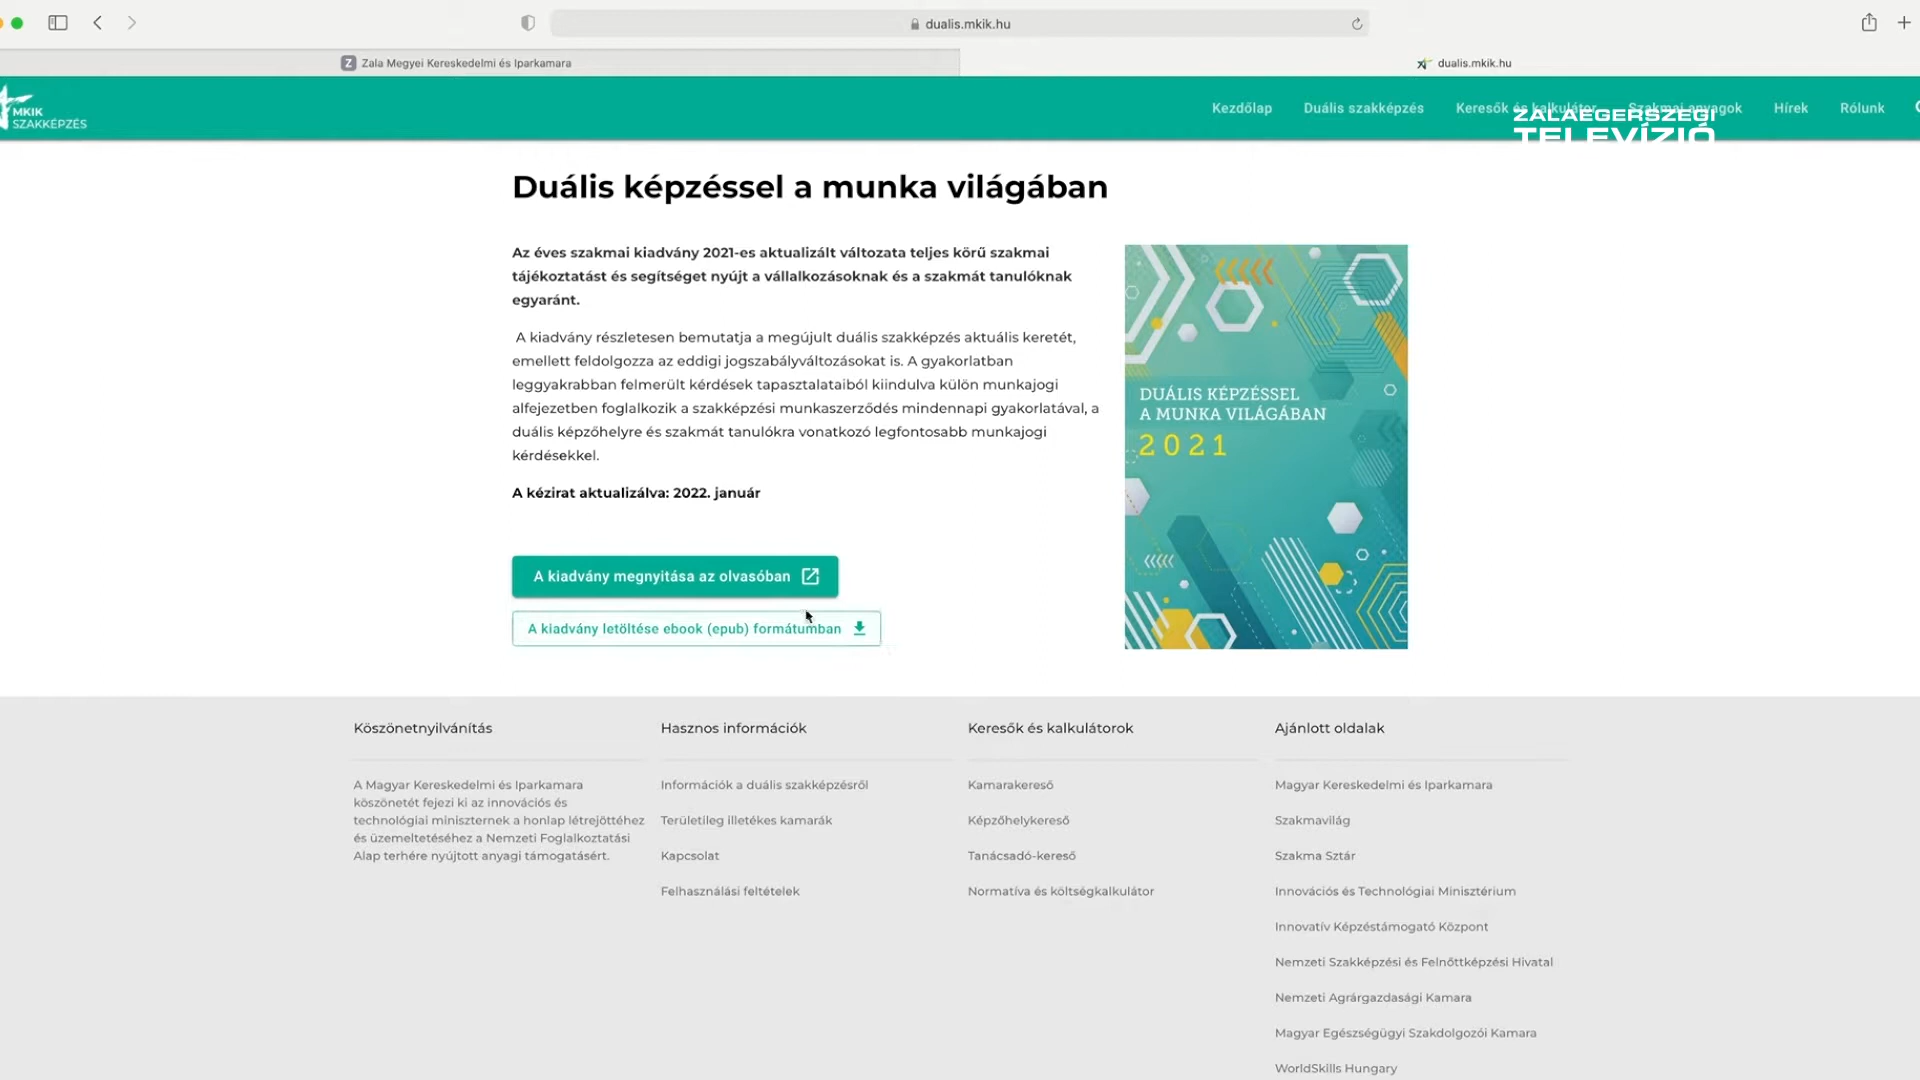 dualis.mkik.hu
Z Zala Megyei Kereskedelmi és Iparkamara
dualis.mkik.hu
MKIK
SZAKKÉPZÉS
Kezdőlap
Duális szakképzés
Keresők és kalkulátor
Szakmai anyagok
Hírek
Rólunk
ZALAEGERSZEGI
TELEVÍZIÓ
Duális képzéssel a munka világában
Az éves szakmai kiadvány 2021-es aktualizált változata teljes körű szakmai
tájékoztatást és segítséget nyújt a vállalkozásoknak és a szakmát tanulóknak
egyaránt.
A kiadvány részletesen bemutatja a megújult duális szakképzés aktuális keretét,
emellett feldolgozza az eddigi jogszabályváltozásokat is. A gyakorlatban
leggyakrabban felmerült kérdések tapasztalataiból kiindulva külön munkajogi
alfejezetben foglalkozik a szakképzési munkaszerződés mindennapi gyakorlatával, a
duális képzőhelyre és szakmát tanulókra vonatkozó legfontosabb munkajogi
kérdésekkel.
A kézirat aktualizálva: 2022. január
A kiadvány megnyitása az olvasóban
A kiadvány letöltése ebook (epub) formátumban
DUÁLIS KÉPZÉSSEL
A MUNKA VILÁGÁBAN
2021
Köszönetnyilvánítás
A Magyar Kereskedelmi és Iparkamara
köszönetét fejezi ki az innovációs és
technológiai miniszternek a honlap létrejöttéhez
és üzemeltetéséhez a Nemzeti Foglalkoztatási
Alap terhére nyújtott anyagi támogatásért.
Hasznos információk
Információk a duális szakképzésről
Területileg illetékes kamarák
Kapcsolat
Felhasználási feltételek
Keresők és kalkulátorok
Kamarakereső
Képzőhelykereső
Tanácsadó-kereső
Normatíva és költségkalkulátor
Ajánlott oldalak
Magyar Kereskedelmi és Iparkamara
Szakmavilág
Szakma Sztár
Innovációs és Technológiai Minisztérium
Innovatív Képzéstámogató Központ
Nemzeti Szakképzési és Felnőttképzési Hivatal
Nemzeti Agrárgazdasági Kamara
Magyar Egészségügyi Szakdolgozói Kamara
WorldSkills Hungary